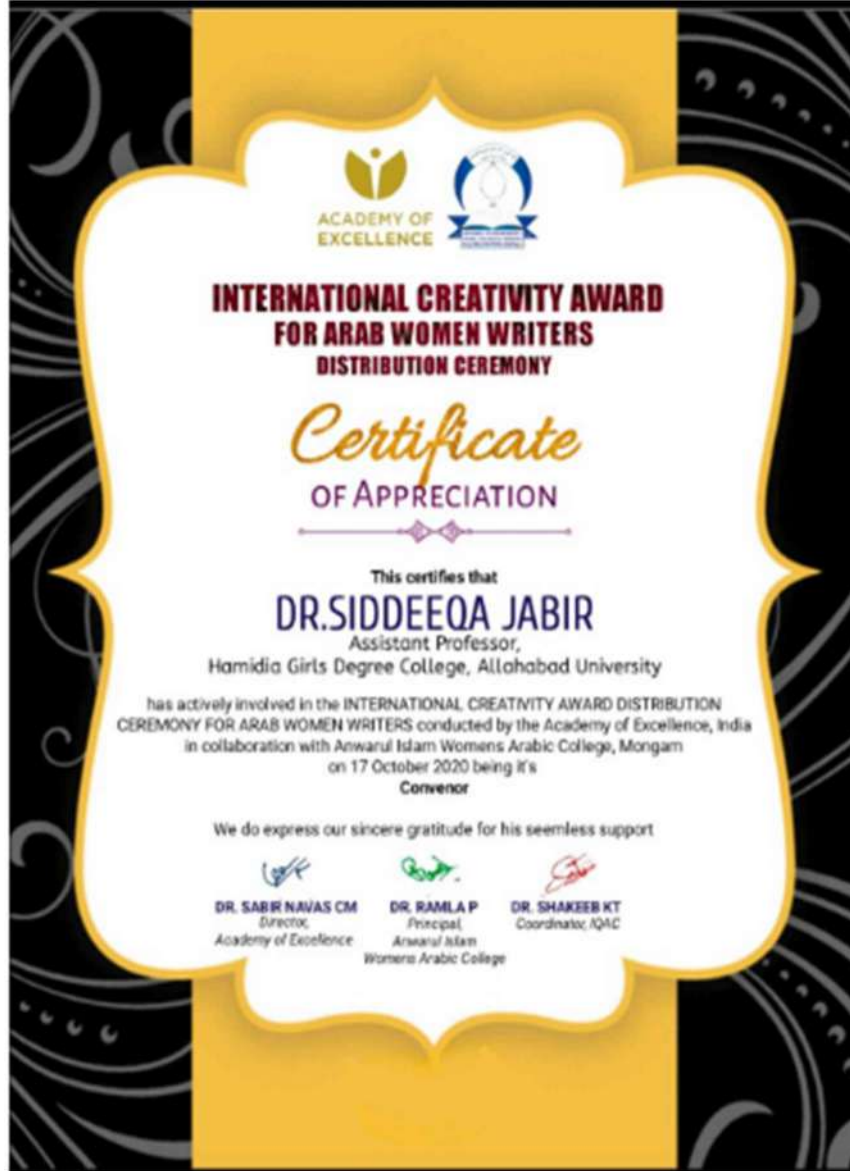 ACADEMY OF
EXCELLENCE
INTERNATIONAL CREATIVITY AWARD
FOR ARAB WOMEN WRITERS
DISTRIBUTION CEREMONY
Certificate
OF APPRECIATION
This certifies that
DR.SIDDEEQA JABIR
Assistant Professor,
Hamidia Girls Degree College, Allahabad University
has actively involved in the INTERNATIONAL CREATIVITY AWARD DISTRIBUTION
CEREMONY FOR ARAB WOMEN WRITERS conducted by the Academy of Excellence, India
in collaboration with Anwarul Islam Womens Arabic College, Mongam
on 17 October 2020 being it's
Convenor
We do express our sincere gratitude for his seemless support
DR. SABIR NAVAS CM
Director,
Academy of Excellence
DR. RAMLA P
Principal,
Anwarul Islam
Womens Arabic College
DR. SHAKEEB KT
Coordinator, IQAC